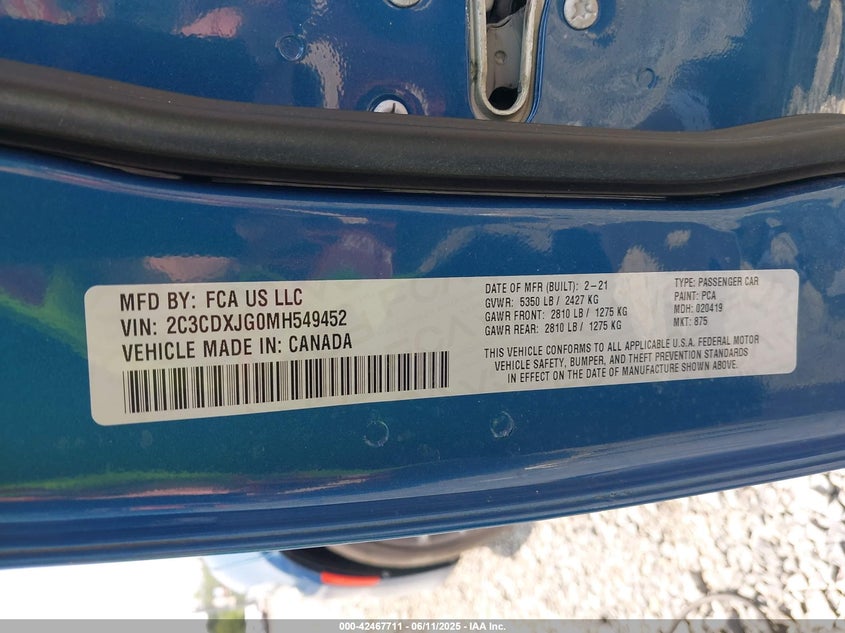 MFD BY: FCA US LLC
VIN: 2C3CDXJG0MH549452
VEHICLE MADE IN: CANADA
DATE OF MFR (BUILT): 2-21
GVWR: 5350 LB / 2427 KG
GAWR FRONT: 2810 LB / 1275 KG
GAWR REAR: 2810 LB / 1275 KG
TYPE: PASSENGER CAR
PAINT: PCA
MDH: 020419
MKT: 875
THIS VEHICLE CONFORMS TO ALL APPLICABLE U.S.A. FEDERAL MOTOR
VEHICLE SAFETY, BUMPER, AND THEFT PREVENTION STANDARDS
IN EFFECT ON THE DATE OF MANUFACTURE SHOWN ABOVE.
000-42467711 - 06/11/2025 - IAA Inc.